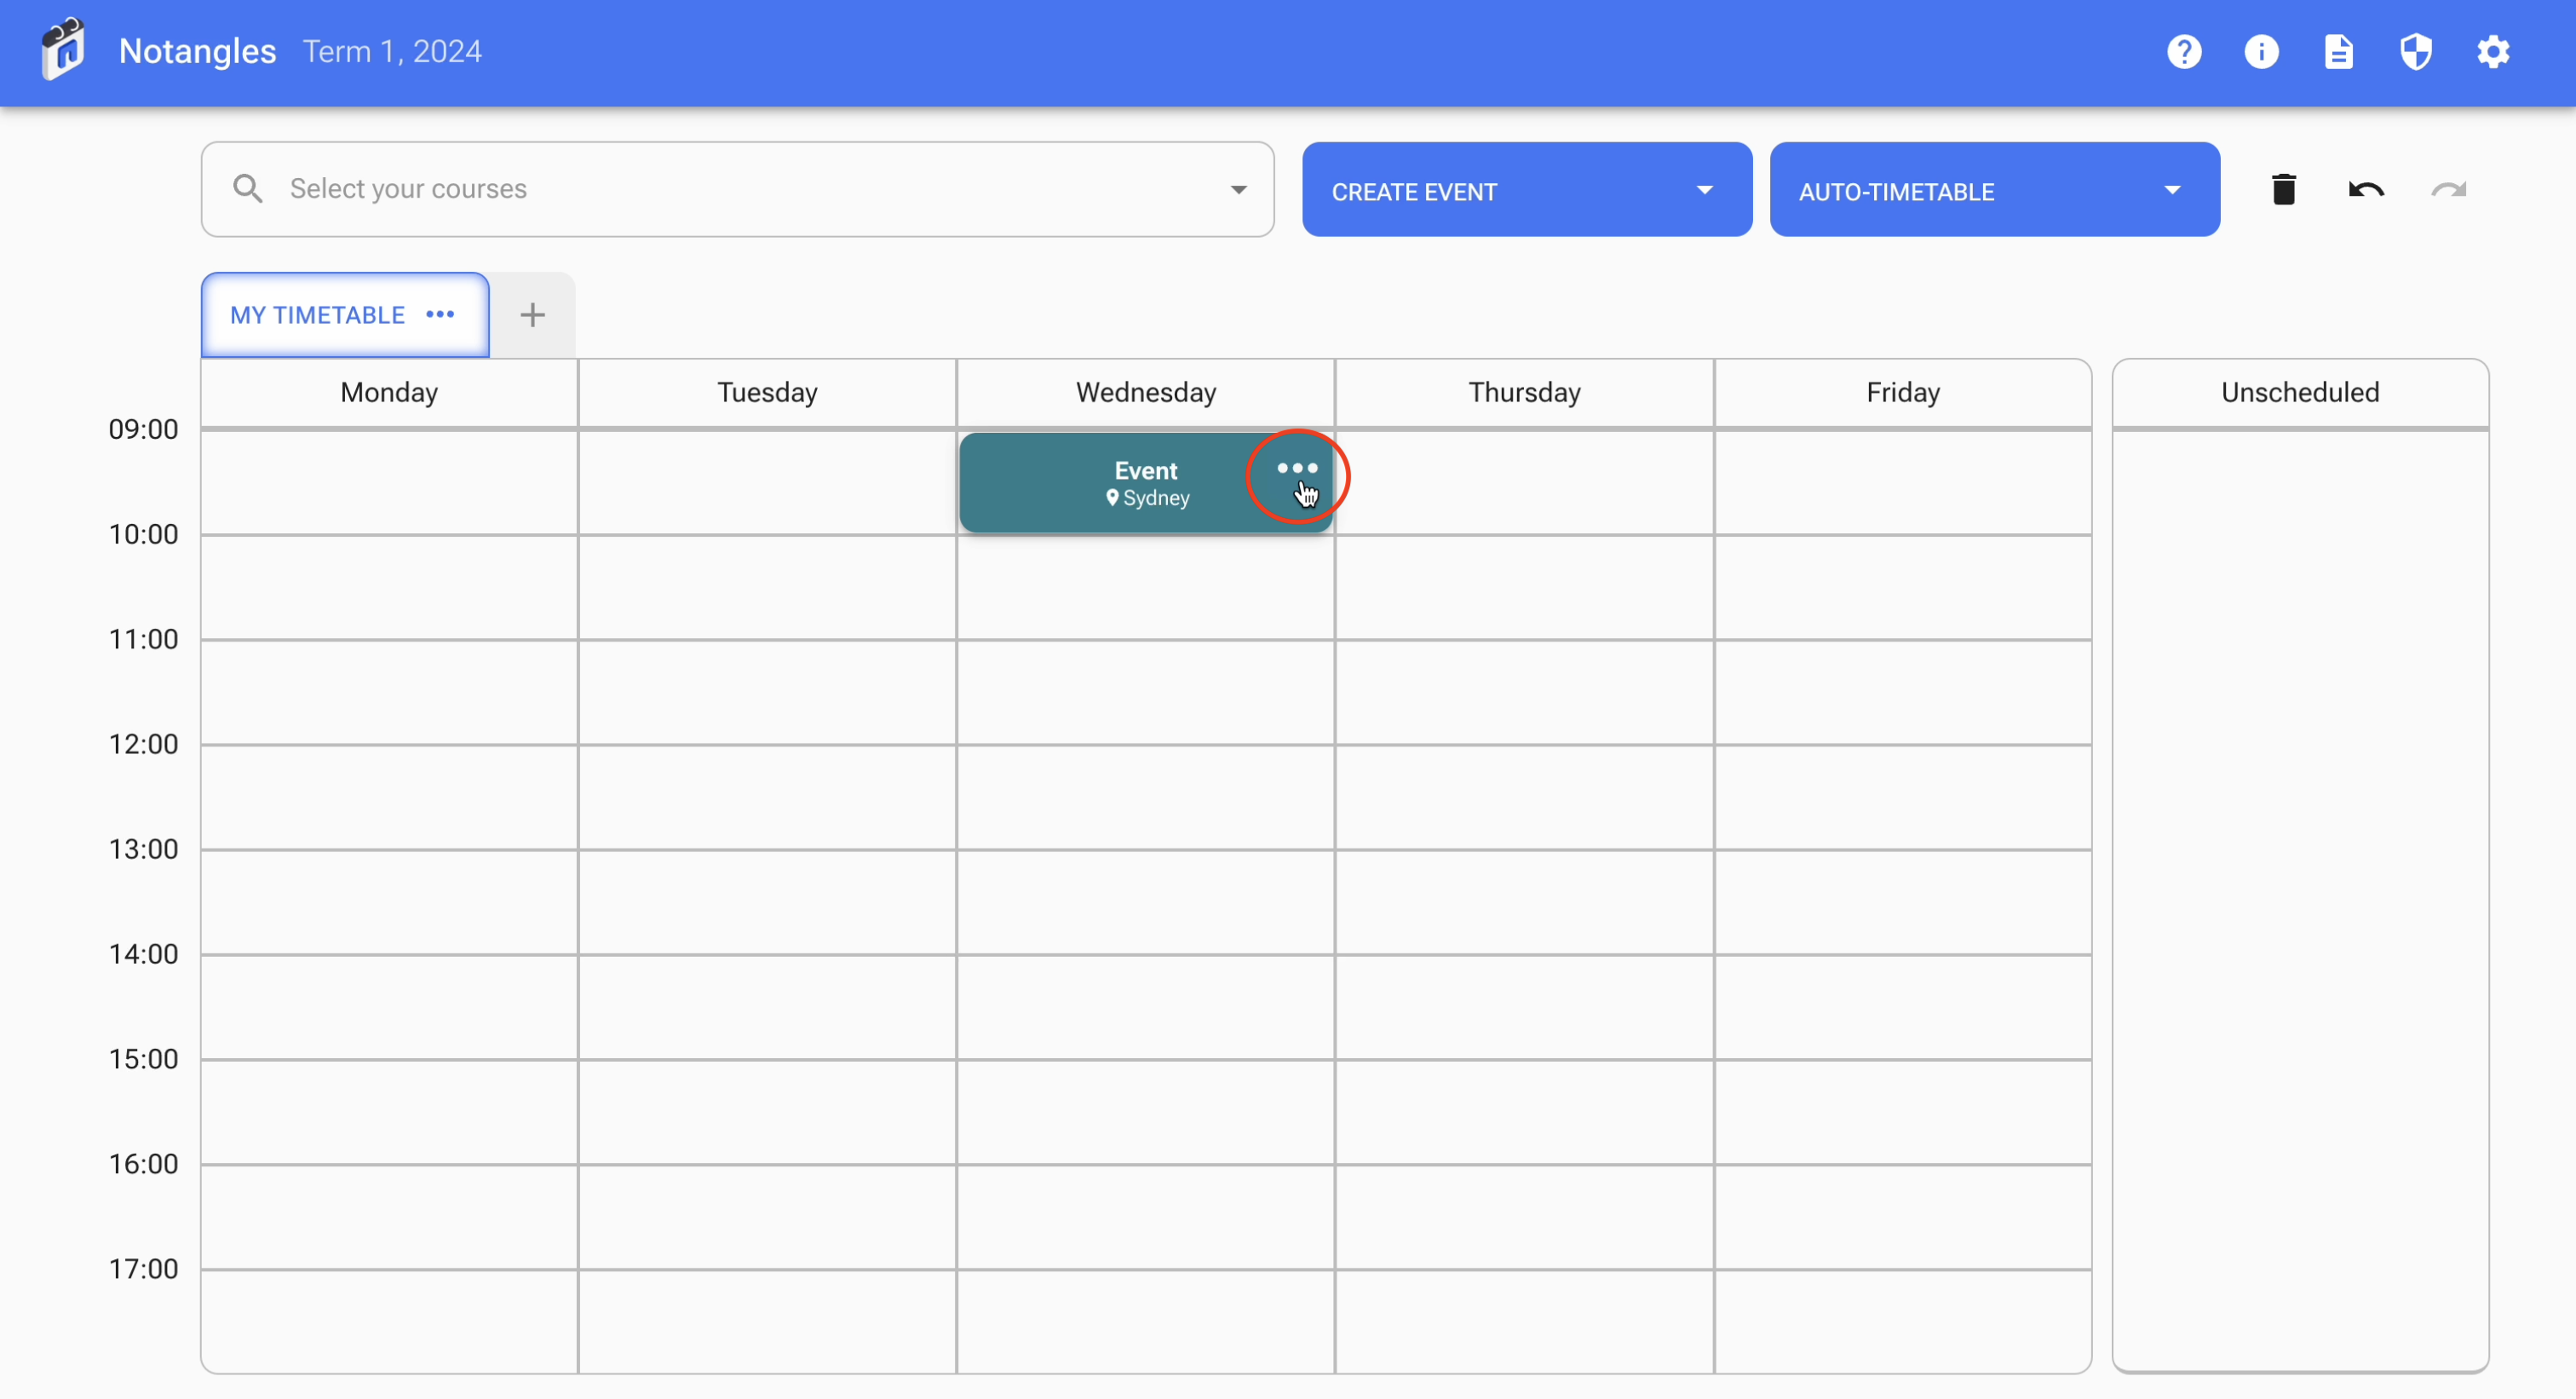 Notangles Term 1, 2024
Select your courses
CREATE EVENT
AUTO-TIMETABLE
MY TIMETABLE
Monday Tuesday Wednesday Thursday Friday Unscheduled
09:00
Event
Sydney
10:00
11:00
12:00
13:00
14:00
15:00
16:00
17:00